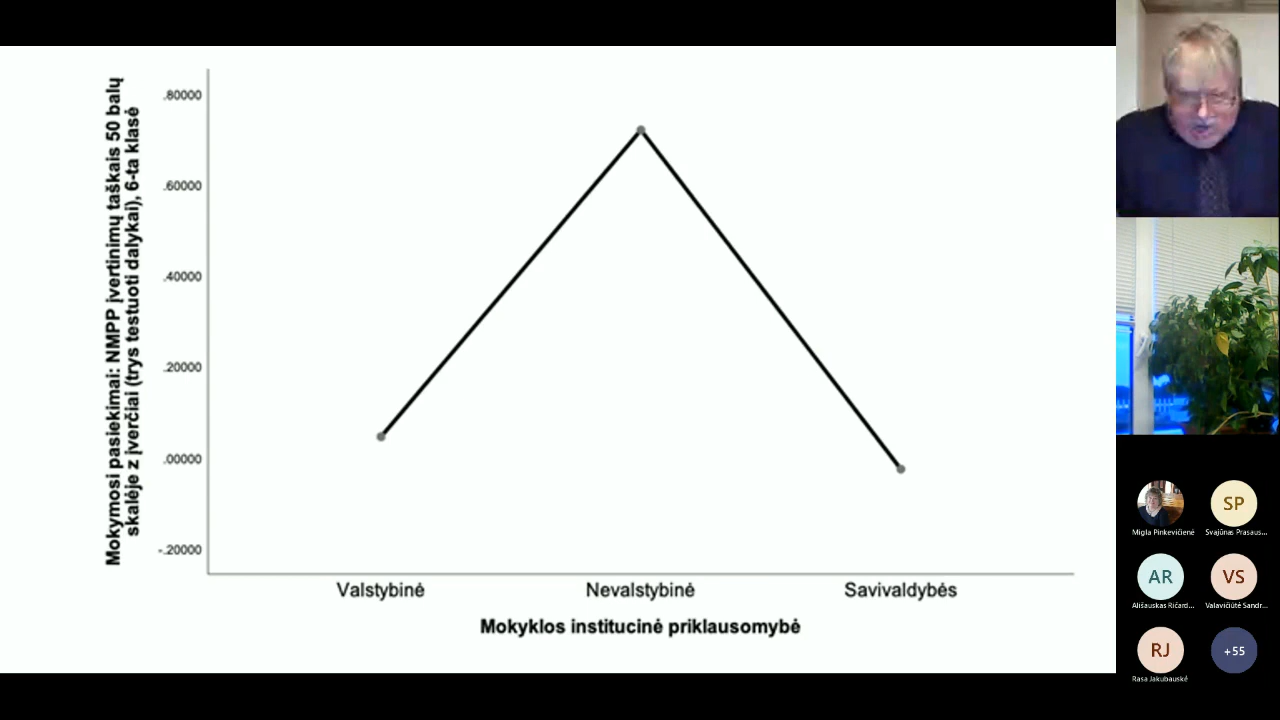 Mokymosi pasiekimai: NMPP įvertinimų taškais 50 balų
skalėje z įverčiai (trys testuoti dalykai), 6-ta klasė
.80000
.60000
.40000
.20000
.00000
-.20000
Valstybinė Nevalstybinė Savivaldybės
Mokyklos institucinė priklausomybė
Migla Pinkevičienė
SP
Svajūnas Prasaus...
AR
Ališauskas Ričard...
VS
Valavičiūtė Sandr...
RJ
Rasa Jakubauskė
+55